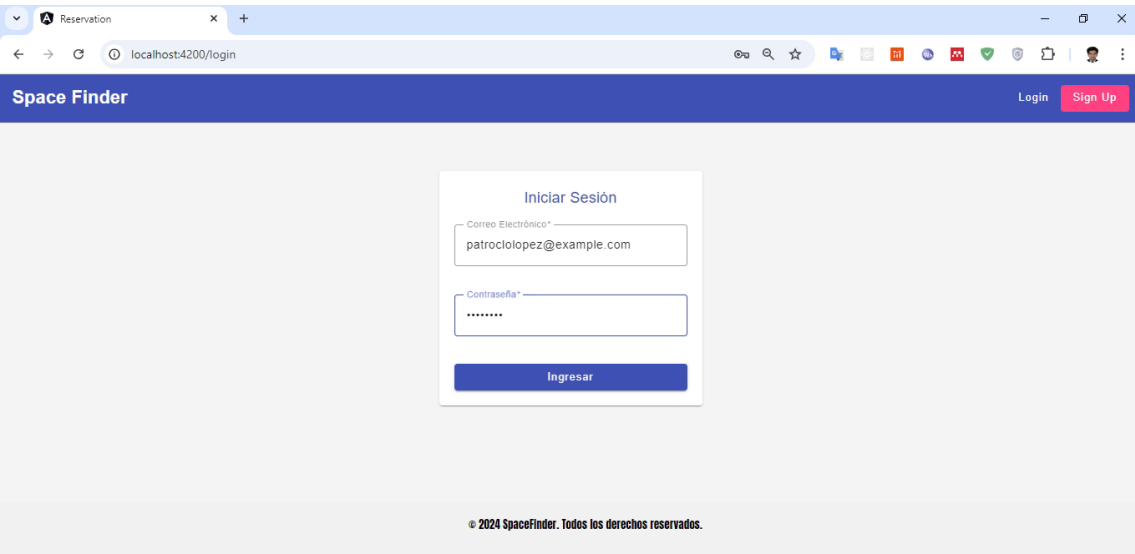 Reservation
localhost:4200/login
Space Finder
Login
Sign Up
Iniciar Sesión
Correo Electrónico*
patroclolopez@example.com
Contraseña*
••••••••
Ingresar
© 2024 SpaceFinder. Todos los derechos reservados.